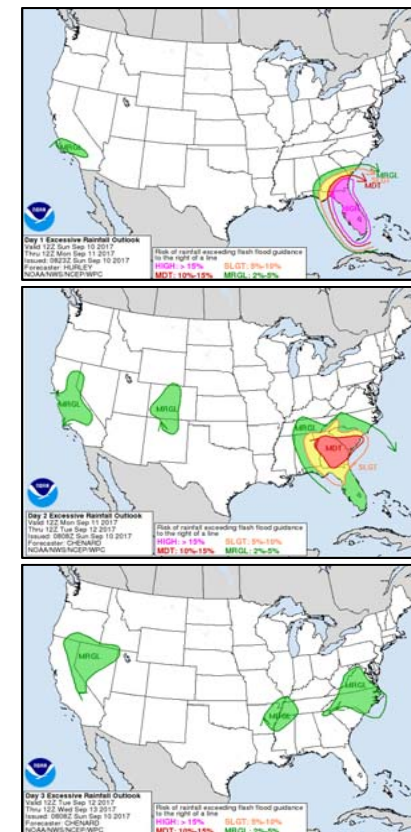 MRGL
MRGL
SLGT
MDT
noaa
Day 1 Excessive Rainfall Outlook
Valid 12Z Sun Sep 10 2017
Thru 12Z Mon Sep 11 2017
Issued: 0823Z Sun Sep 10 2017
Forecaster: HURLEY
NOAA/NWS/NCEP/WPC
Risk of rainfall exceeding flash flood guidance
to the right of a line
HIGH: > 15% SLGT: 5%-10%
MDT: 10%-15% MRGL: 2%-5%
MRGL
MRGL
MRGL
MDT
SLGT
noaa
Day 2 Excessive Rainfall Outlook
Valid 12Z Mon Sep 11 2017
Thru 12Z Tue Sep 12 2017
Issued: 0808Z Sun Sep 10 2017
Forecaster: CHENARD
NOAA/NWS/NCEP/WPC
Risk of rainfall exceeding flash flood guidance
to the right of a line
HIGH: > 15% SLGT: 5%-10%
MDT: 10%-15% MRGL: 2%-5%
MRGL
MRGL
MRGL
noaa
Day 3 Excessive Rainfall Outlook
Valid 12Z Tue Sep 12 2017
Thru 12Z Wed Sep 13 2017
Issued: 0808Z Sun Sep 10 2017
Forecaster: CHENARD
NOAA/NWS/NCEP/WPC
Risk of rainfall exceeding flash flood guidance
to the right of a line
HIGH: > 15% SLGT: 5%-10%
MDT: 10%-15% MRGL: 2%-5%